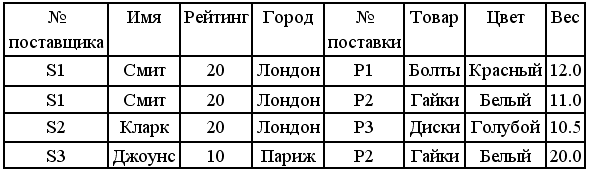 № поставщика Имя Рейтинг Город № поставки Товар Цвет Вес
S1 Смит 20 Лондон P1 Болты Красный 12.0
S1 Смит 20 Лондон P2 Гайки Белый 11.0
S2 Кларк 20 Лондон P3 Диски Голубой 10.5
S3 Джоунс 10 Париж P2 Гайки Белый 20.0